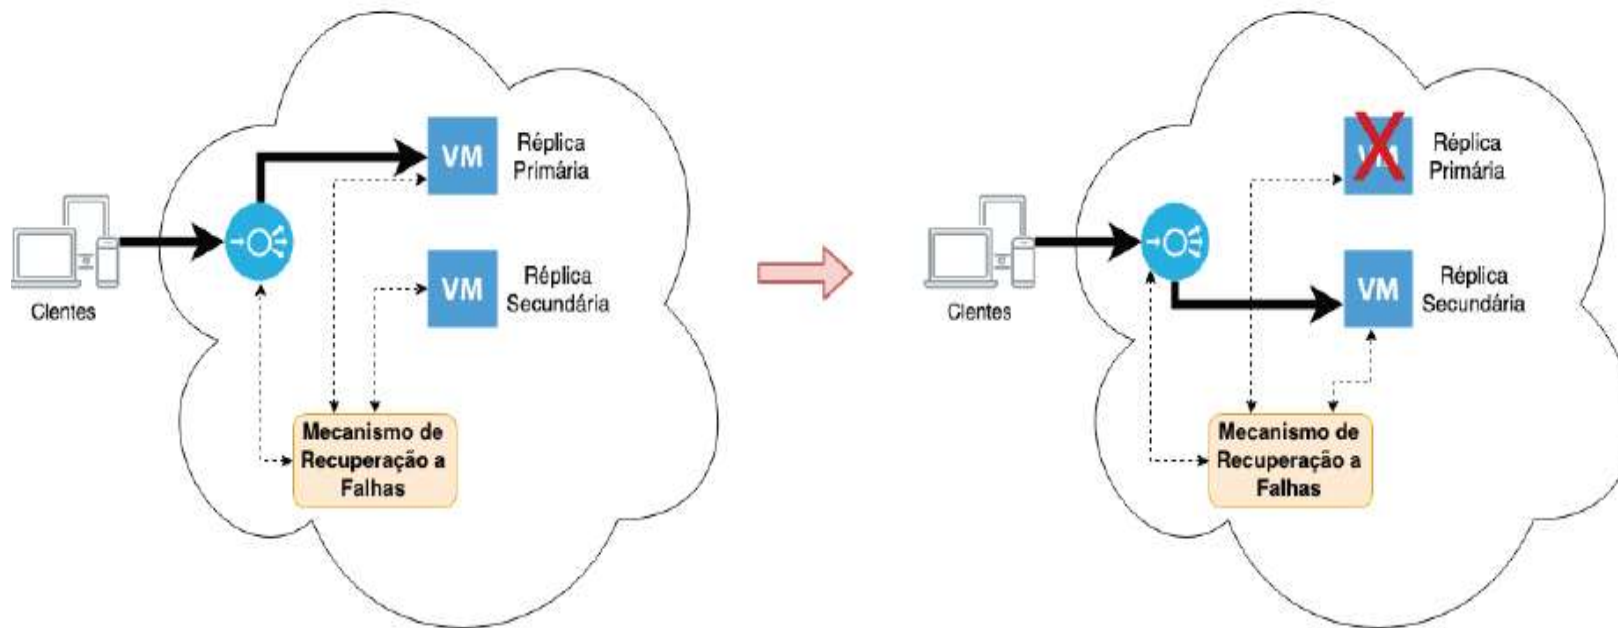 VM
Réplica
Primária
Clentes
VM
Réplica
Secundária
Mecanismo de
Recuperação a
Falhas
VM
Réplica
Primária
Clentes
VM
Réplica
Secundária
Mecanismo de
Recuperação a
Falhas